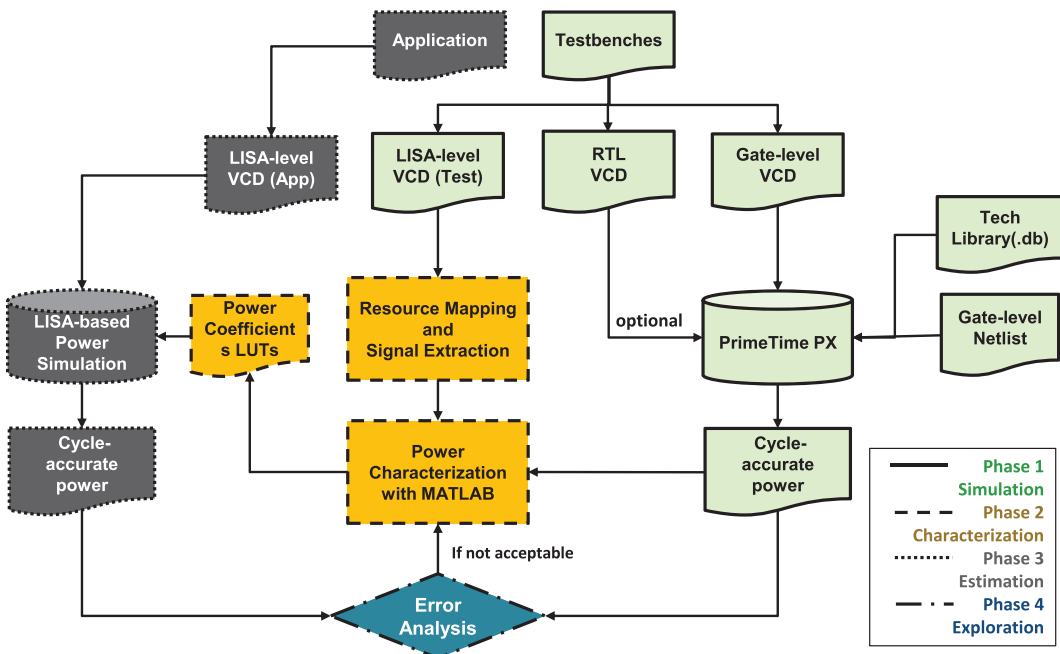 Application
Testbenches
LISA-level
VCD (App)
LISA-level
VCD (Test)
RTL
VCD
Gate-level
VCD
Tech
Library(.db)
LISA-based
Power
Simulation
Power
Coefficient
s LUTs
Resource Mapping
and
Signal Extraction
optional
PrimeTime PX
Gate-level
Netlist
Cycle-
accurate
power
Power
Characterization
with MATLAB
Cycle-
accurate
power
If not acceptable
Error
Analysis
Phase 1
Simulation
Phase 2
Characterization
Phase 3
Estimation
Phase 4
Exploration